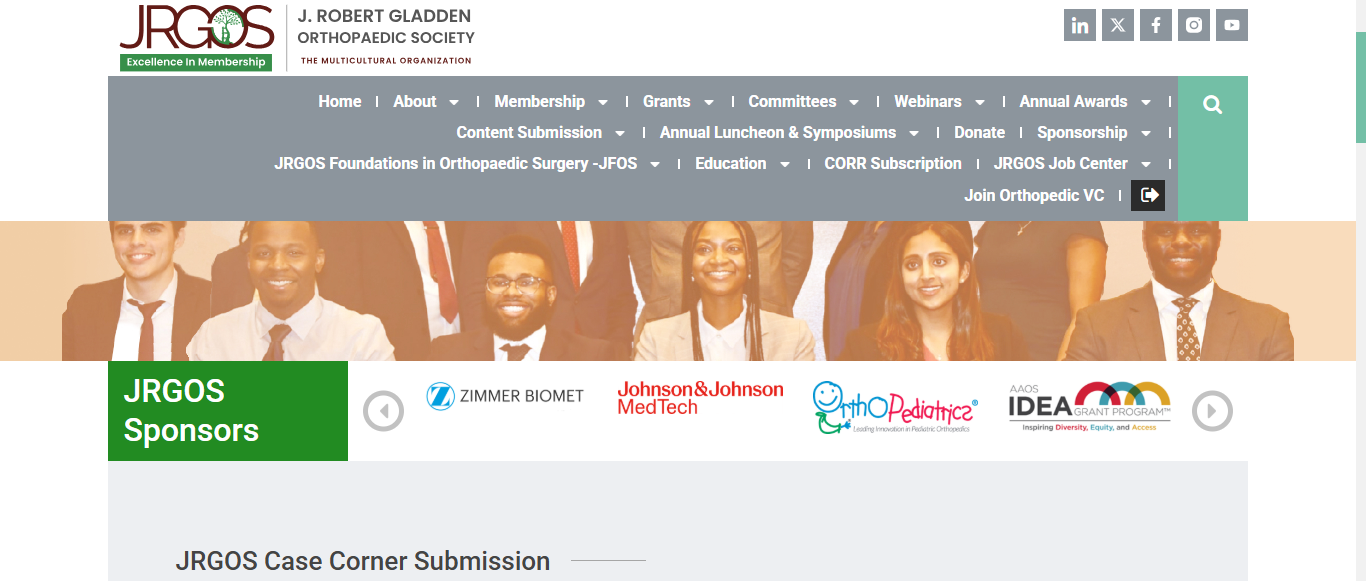 JRGOS
Excellence In Membership
J. ROBERT GLADDEN
ORTHOPAEDIC SOCIETY
THE MULTICULTURAL ORGANIZATION
Home About Membership Grants Committees Webinars Annual Awards
Content Submission Annual Luncheon & Symposiums Donate Sponsorship
JRGOS Foundations in Orthopaedic Surgery -JFOS Education CORR Subscription JRGOS Job Center
Join Orthopedic VC
JRGOS
Sponsors
ZIMMER BIOMET
Johnson&Johnson
MedTech
OrthoPediatrics®
Leading Innovation in Pediatric Orthopedics
AAOS
IDEA GRANT PROGRAM™
Inspiring Diversity, Equity, and Access
JRGOS Case Corner Submission